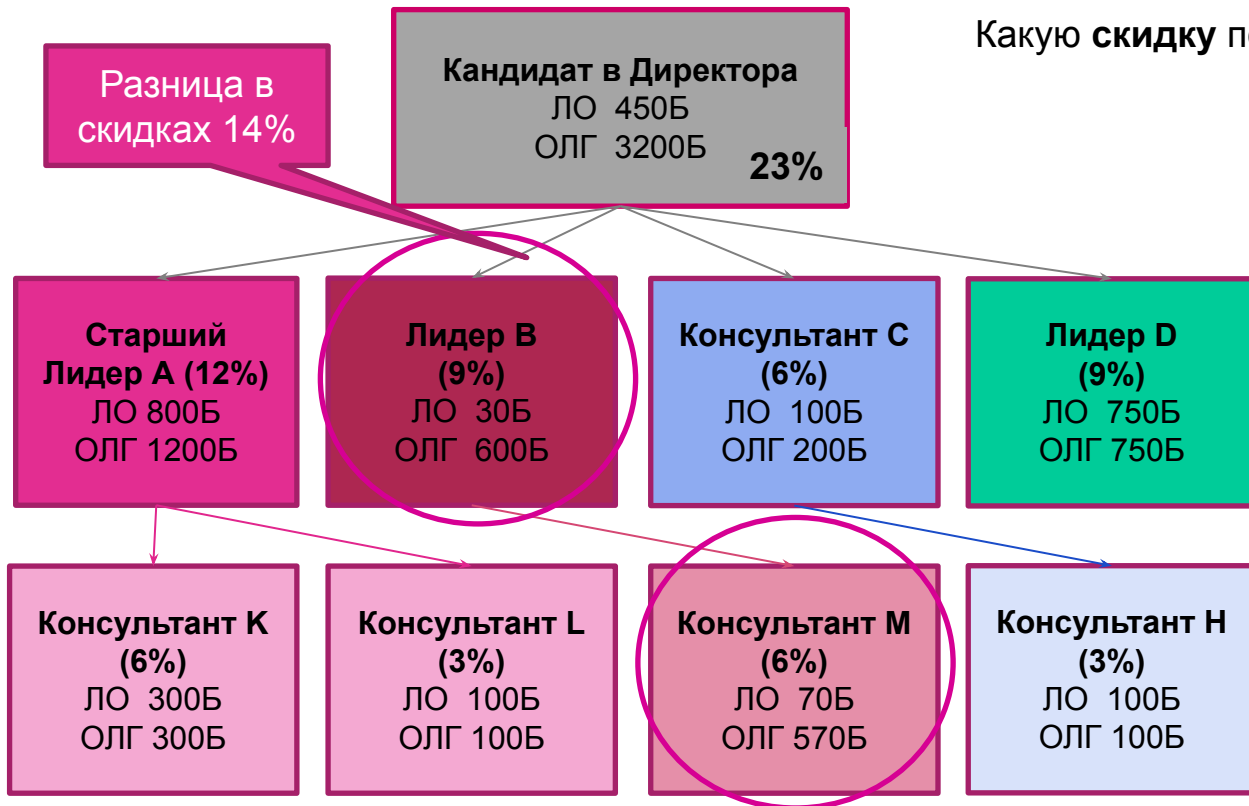 Какую скидку
Разница в
скидках 14%
Кандидат в Директора
ЛО 450Б
ОЛГ 3200Б
23%
Старший
Лидер A (12%)
ЛО 800Б
ОЛГ 1200Б
Лидер B
(9%)
ЛО 30Б
ОЛГ 600Б
Консультант C
(6%)
ЛО 100Б
ОЛГ 200Б
Лидер D
(9%)
ЛО 750Б
ОЛГ 750Б
Консультант K
(6%)
ЛО 300Б
ОЛГ 300Б
Консультант L
(3%)
ЛО 100Б
ОЛГ 100Б
Консультант M
(6%)
ЛО 70Б
ОЛГ 570Б
Консультант H
(3%)
ЛО 100Б
ОЛГ 100Б